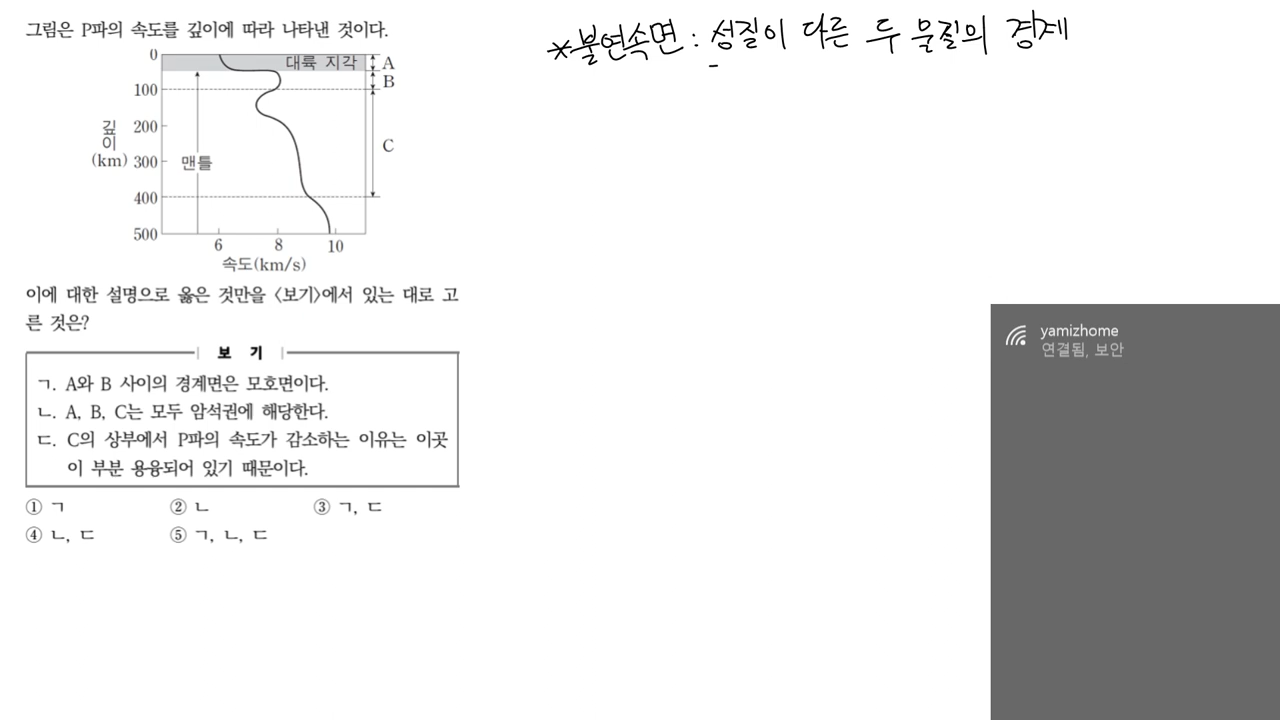 그림은 P파의 속도를 깊이에 따라 나타낸 것이다.
*불연속면 : 성질이 다른 두 물질의 경제
0
대륙 지각
A
B
100
200
깊이
(km)
300
맨틀
C
400
500
6
8
10
속도(km/s)
이에 대한 설명으로 옳은 것만을 〈보기〉에서 있는 대로 고
른 것은?
보 기
ㄱ. A와 B 사이의 경계면은 모호면이다.
ㄴ. A, B, C는 모두 암석권에 해당한다.
ㄷ. C의 상부에서 P파의 속도가 감소하는 이유는 이곳
이 부분 용융되어 있기 때문이다.
① ㄱ ② ㄴ ③ ㄱ, ㄷ
④ ㄴ, ㄷ ⑤ ㄱ, ㄴ, ㄷ
yamizhome
연결됨, 보안